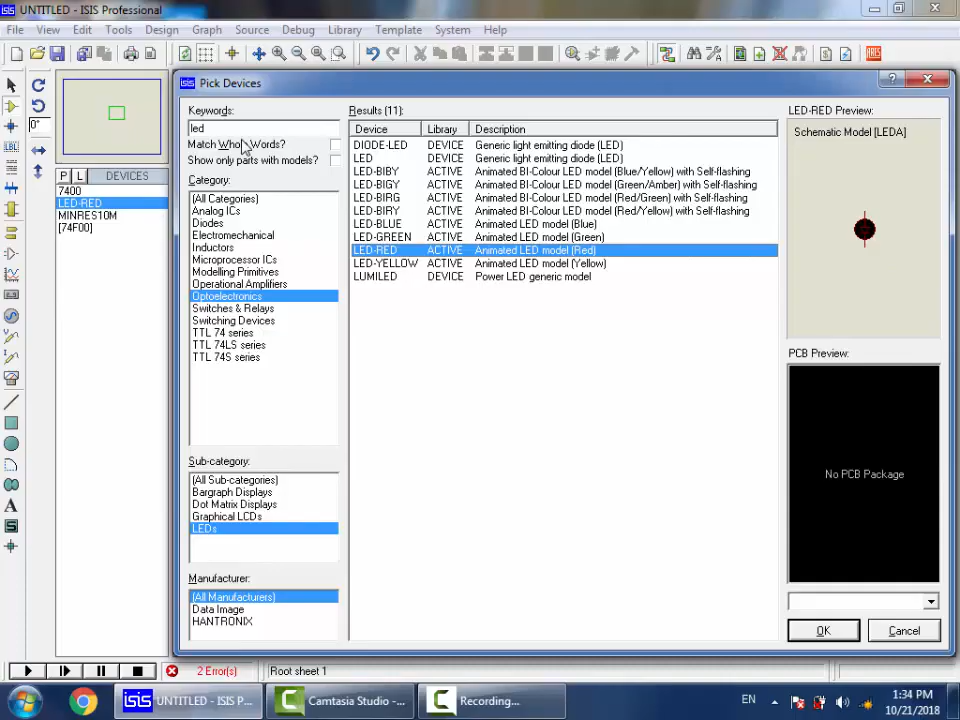 UNTITLED - ISIS Professional
File View Edit Tools Design Graph Source Debug Library Template System Help
ISIS Pick Devices
Keywords:
led
Match Whole Words?
Show only parts with models?
Category:
(All Categories)
Analog ICs
Diodes
Electromechanical
Inductors
Microprocessor ICs
Modelling Primitives
Operational Amplifiers
Optoelectronics
Switches & Relays
Switching Devices
TTL 74 series
TTL 74LS series
TTL 74S series
Sub-category:
(All Sub-categories)
Bargraph Displays
Dot Matrix Displays
Graphical LCDs
LEDs
Manufacturer:
(All Manufacturers)
Data Image
HANTRONIX
Results (11):
Device Library Description
DIODE-LED DEVICE Generic light emitting diode (LED)
LED DEVICE Generic light emitting diode (LED)
LED-BIBY ACTIVE Animated BI-Colour LED model (Blue/Yellow) with Self-flashing
LED-BIGY ACTIVE Animated BI-Colour LED model (Green/Amber) with Self-flashing
LED-BIRG ACTIVE Animated BI-Colour LED model (Red/Green) with Self-flashing
LED-BIRY ACTIVE Animated BI-Colour LED model (Red/Yellow) with Self-flashing
LED-BLUE ACTIVE Animated LED model (Blue)
LED-GREEN ACTIVE Animated LED model (Green)
LED-RED ACTIVE Animated LED model (Red)
LED-YELLOW ACTIVE Animated LED model (Yellow)
LUMILED DEVICE Power LED generic model
LED-RED Preview:
Schematic Model [LEDA]
PCB Preview:
No PCB Package
OK Cancel
0°
LBL
P L DEVICES
7400
LED-RED
MINRES10M
[74F00]
A
S
ARES
2 Error(s) Root sheet 1
isis UNTITLED - ISIS P...
Camtasia Studio -...
Recording...
EN
1:34 PM
10/21/2018